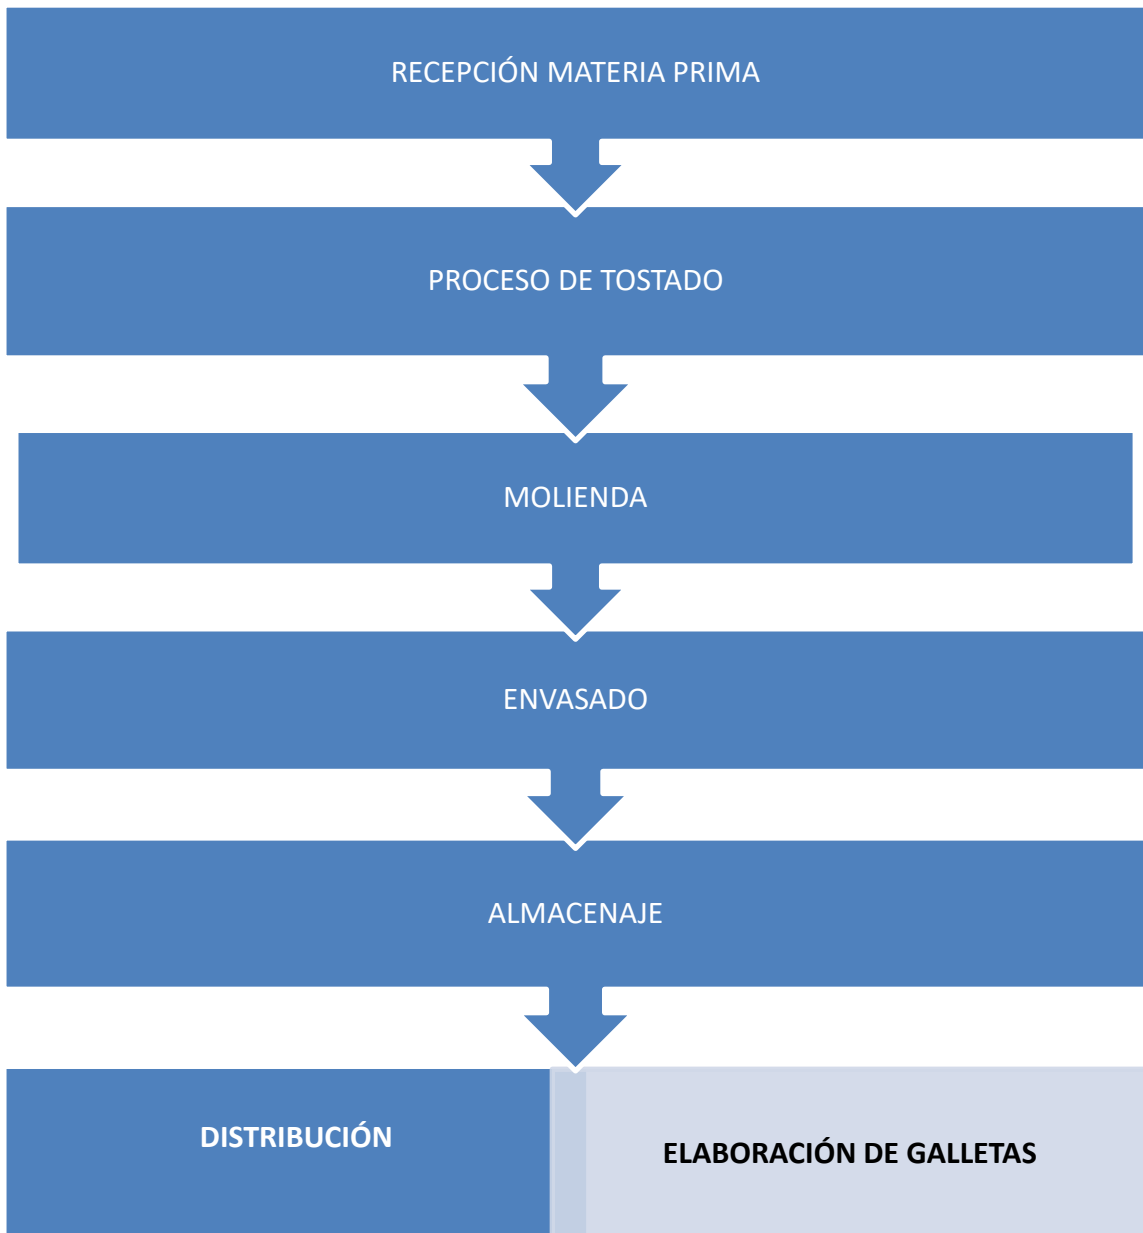 RECEPCIÓN MATERIA PRIMA
PROCESO DE TOSTADO
MOLIENDA
ENVASADO
ALMACENAJE
DISTRIBUCIÓN
ELABORACIÓN DE GALLETAS